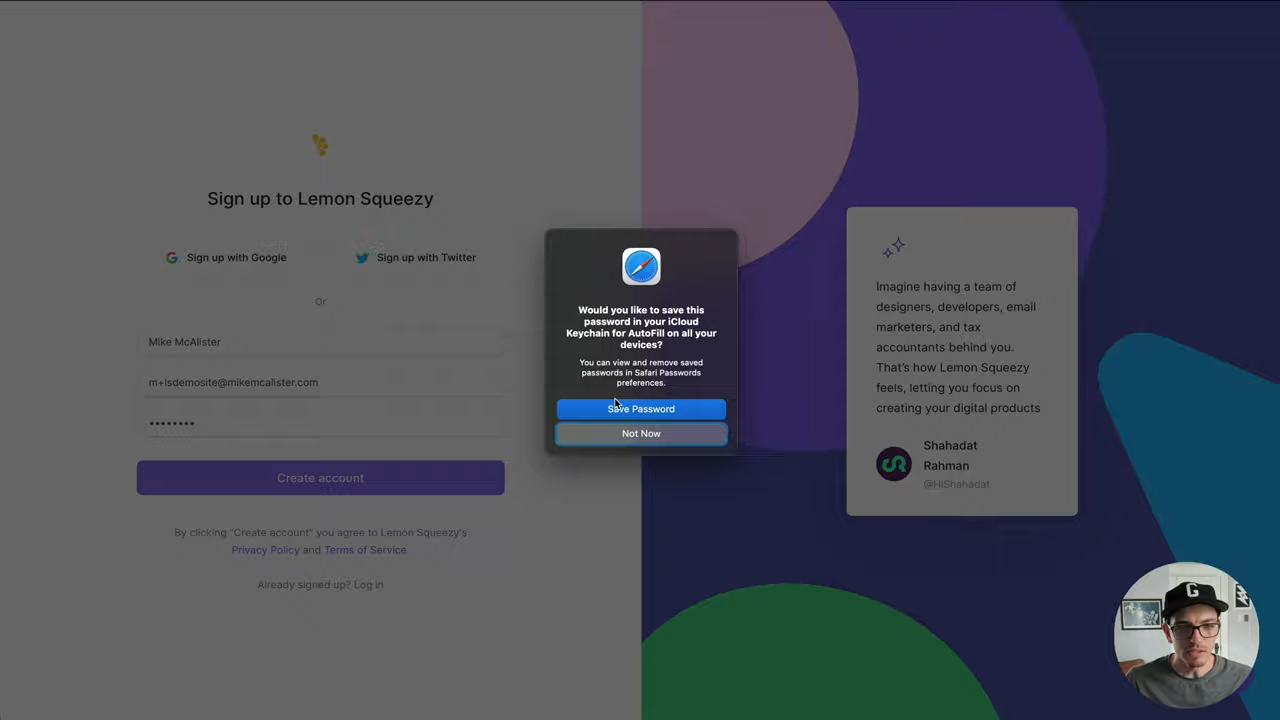 Sign up to Lemon Squeezy
Sign up with Google
Sign up with Twitter
Or
Mike McAlister
m+lsdemosite@mikemcalister.com
••••••••
Create account
By clicking "Create account" you agree to Lemon Squeezy's
Privacy Policy and Terms of Service
Already signed up? Log in
Would you like to save this
password in your iCloud
Keychain for AutoFill on all your
devices?
You can view and remove saved
passwords in Safari Passwords
preferences.
Save Password
Not Now
Imagine having a team of
designers, developers, email
marketers, and tax
accountants behind you.
That's how Lemon Squeezy
feels, letting you focus on
creating your digital products
Shahadat
Rahman
@HiShahadat
G